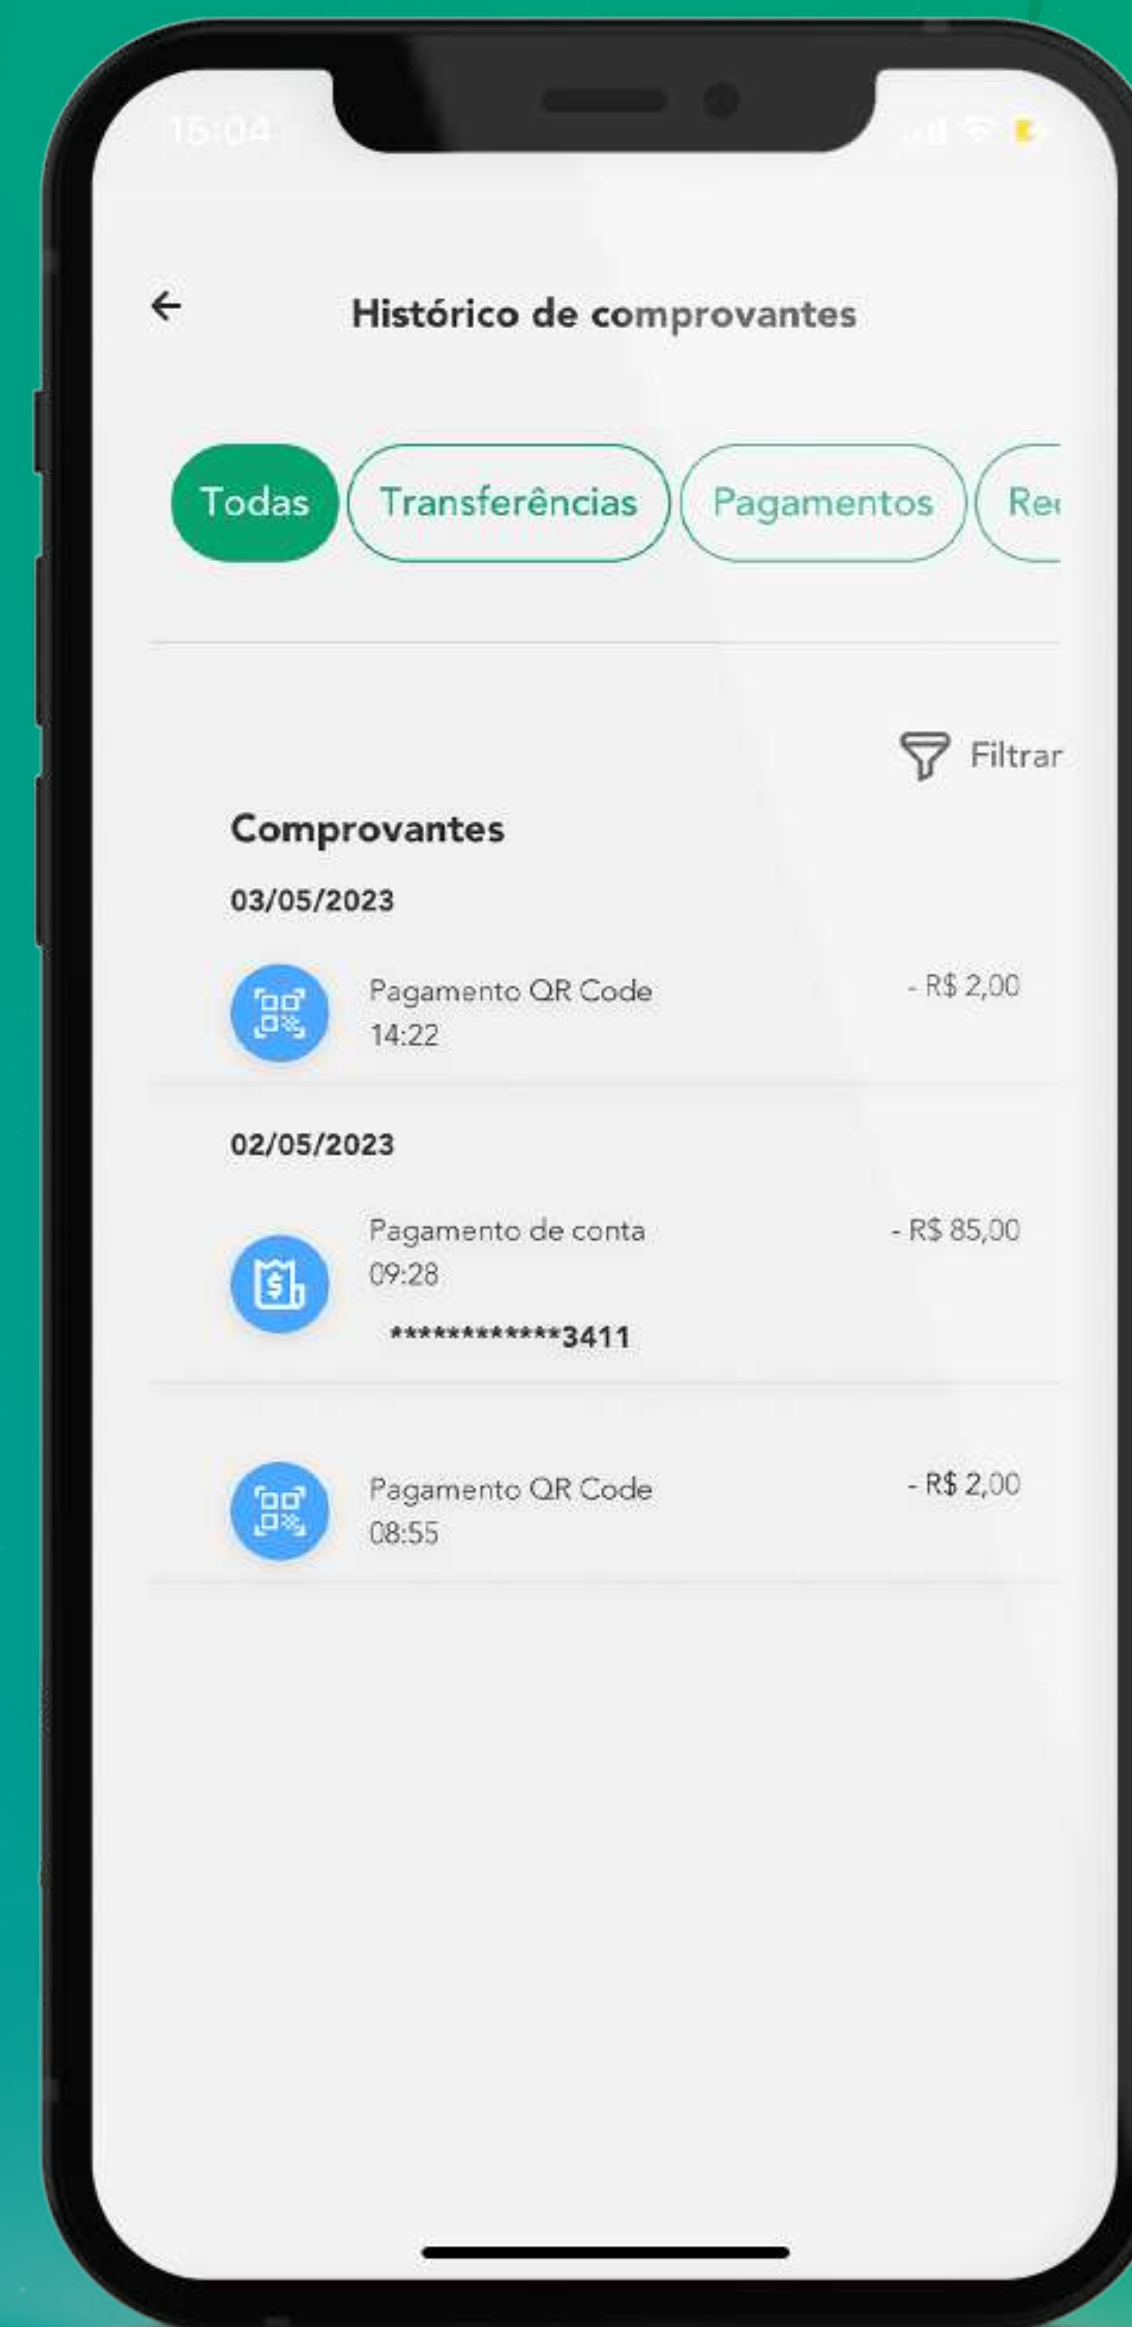 15:04
Histórico de comprovantes
Todas Transferências Pagamentos
Filtrar
Comprovantes
03/05/2023
Pagamento QR Code - R$ 2,00
14:22
02/05/2023
Pagamento de conta - R$ 85,00
09:28
************3411
Pagamento QR Code - R$ 2,00
08:55